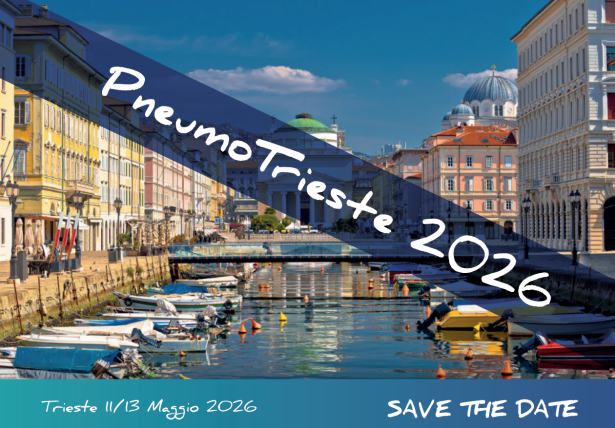 PneumoTrieste 2026
Trieste 11/13 Maggio 2026
SAVE THE DATE